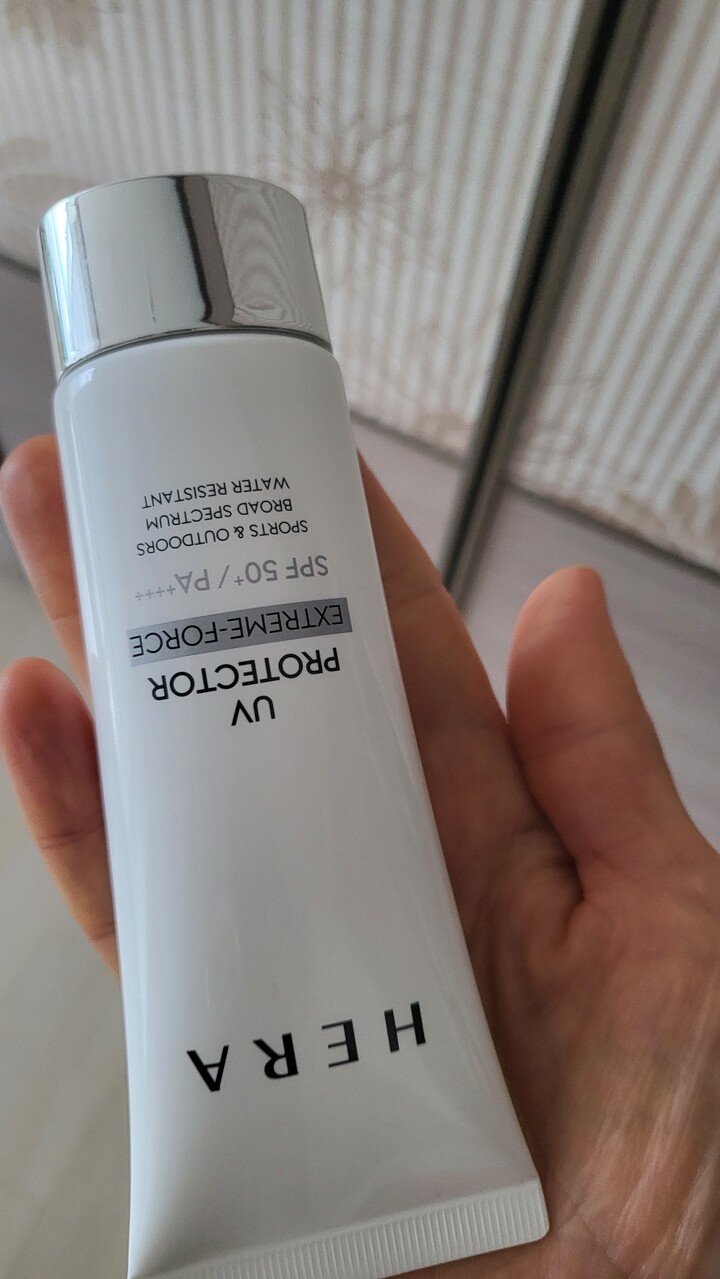 HERA
UV
PROTECTOR
EXTREME-FORCE
SPF 50+ / PA++++
SPORTS & OUTDOORS
BROAD SPECTRUM
WATER RESISTANT